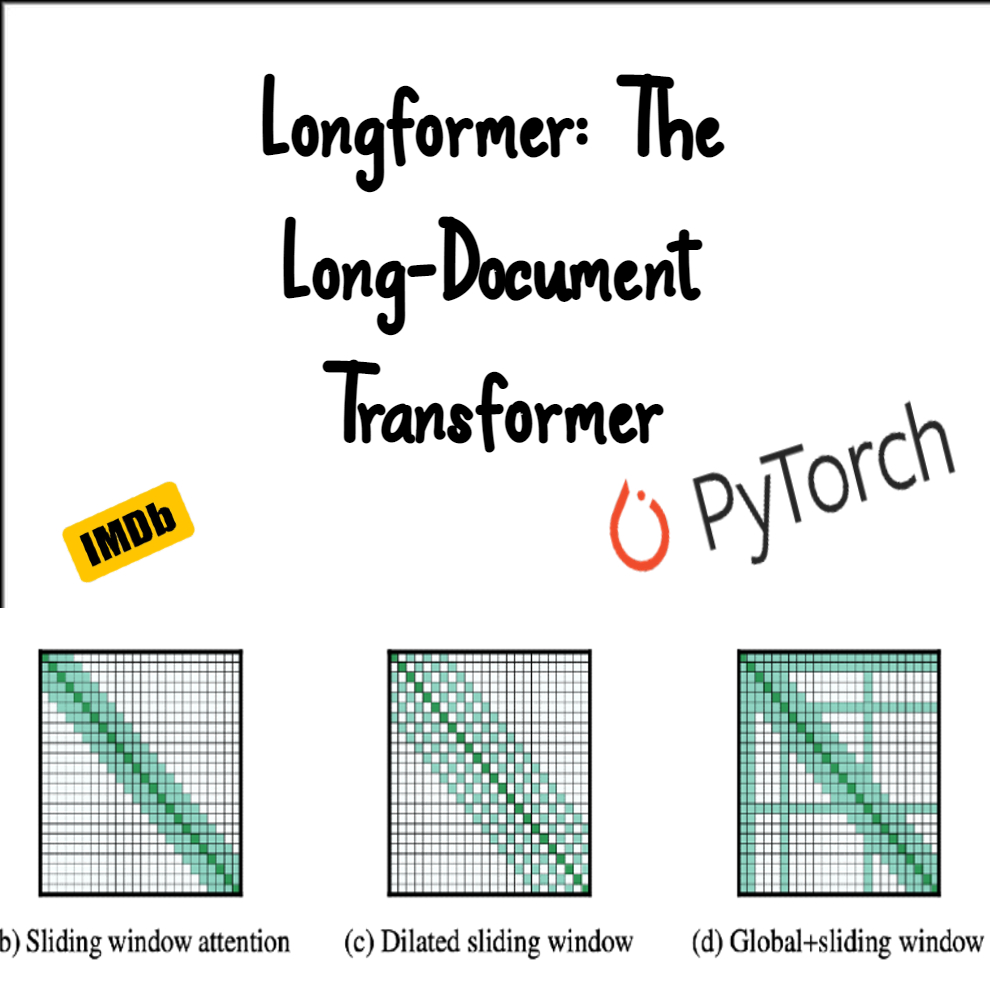 Longformer: The
Long-Document
Transformer
IMDb
PyTorch
b) Sliding window attention
(c) Dilated sliding window
(d) Global+sliding window